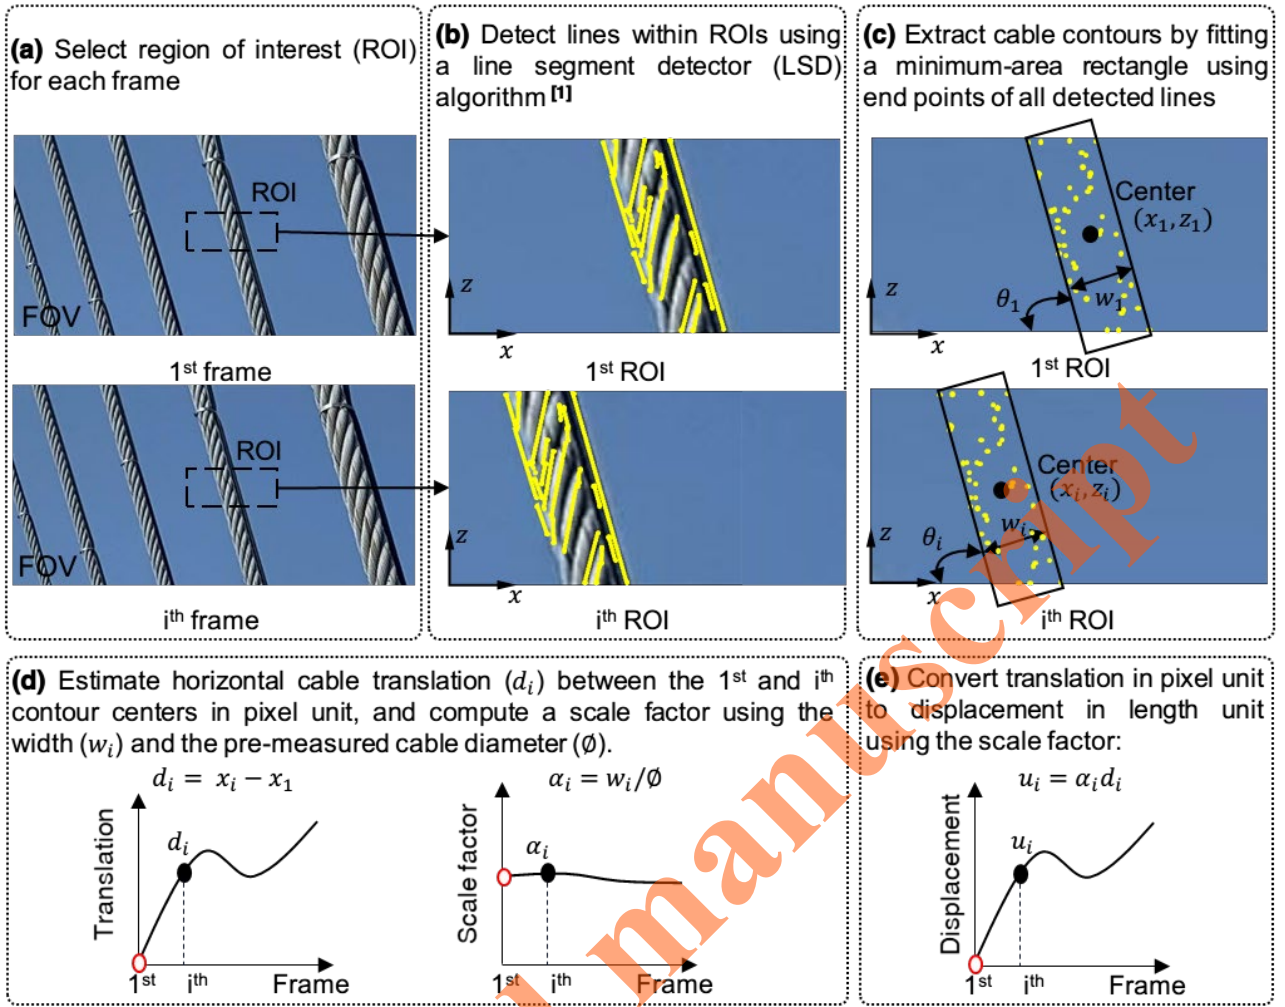 (a) Select region of interest (ROI)
for each frame
ROI
FOV
1st frame
ROI
FOV
ith frame
(b) Detect lines within ROIs using
a line segment detector (LSD)
algorithm [1]
z
x
1st ROI
z
x
ith ROI
(c) Extract cable contours by fitting
a minimum-area rectangle using
end points of all detected lines
Center
(x₁, z₁)
z
θ₁
w₁
x
1st ROI
Center
(xᵢ, zᵢ)
z
θᵢ
wᵢ
x
ith ROI
(d) Estimate horizontal cable translation (dᵢ) between the 1st and ith
contour centers in pixel unit, and compute a scale factor using the
width (wᵢ) and the pre-measured cable diameter (∅).
dᵢ = xᵢ − x₁
Translation
dᵢ
1st ith Frame
αᵢ = wᵢ/∅
Scale factor
αᵢ
1st ith Frame
(e) Convert translation in pixel unit
to displacement in length unit
using the scale factor:
uᵢ = αᵢdᵢ
Displacement
uᵢ
1st ith Frame
manuscript